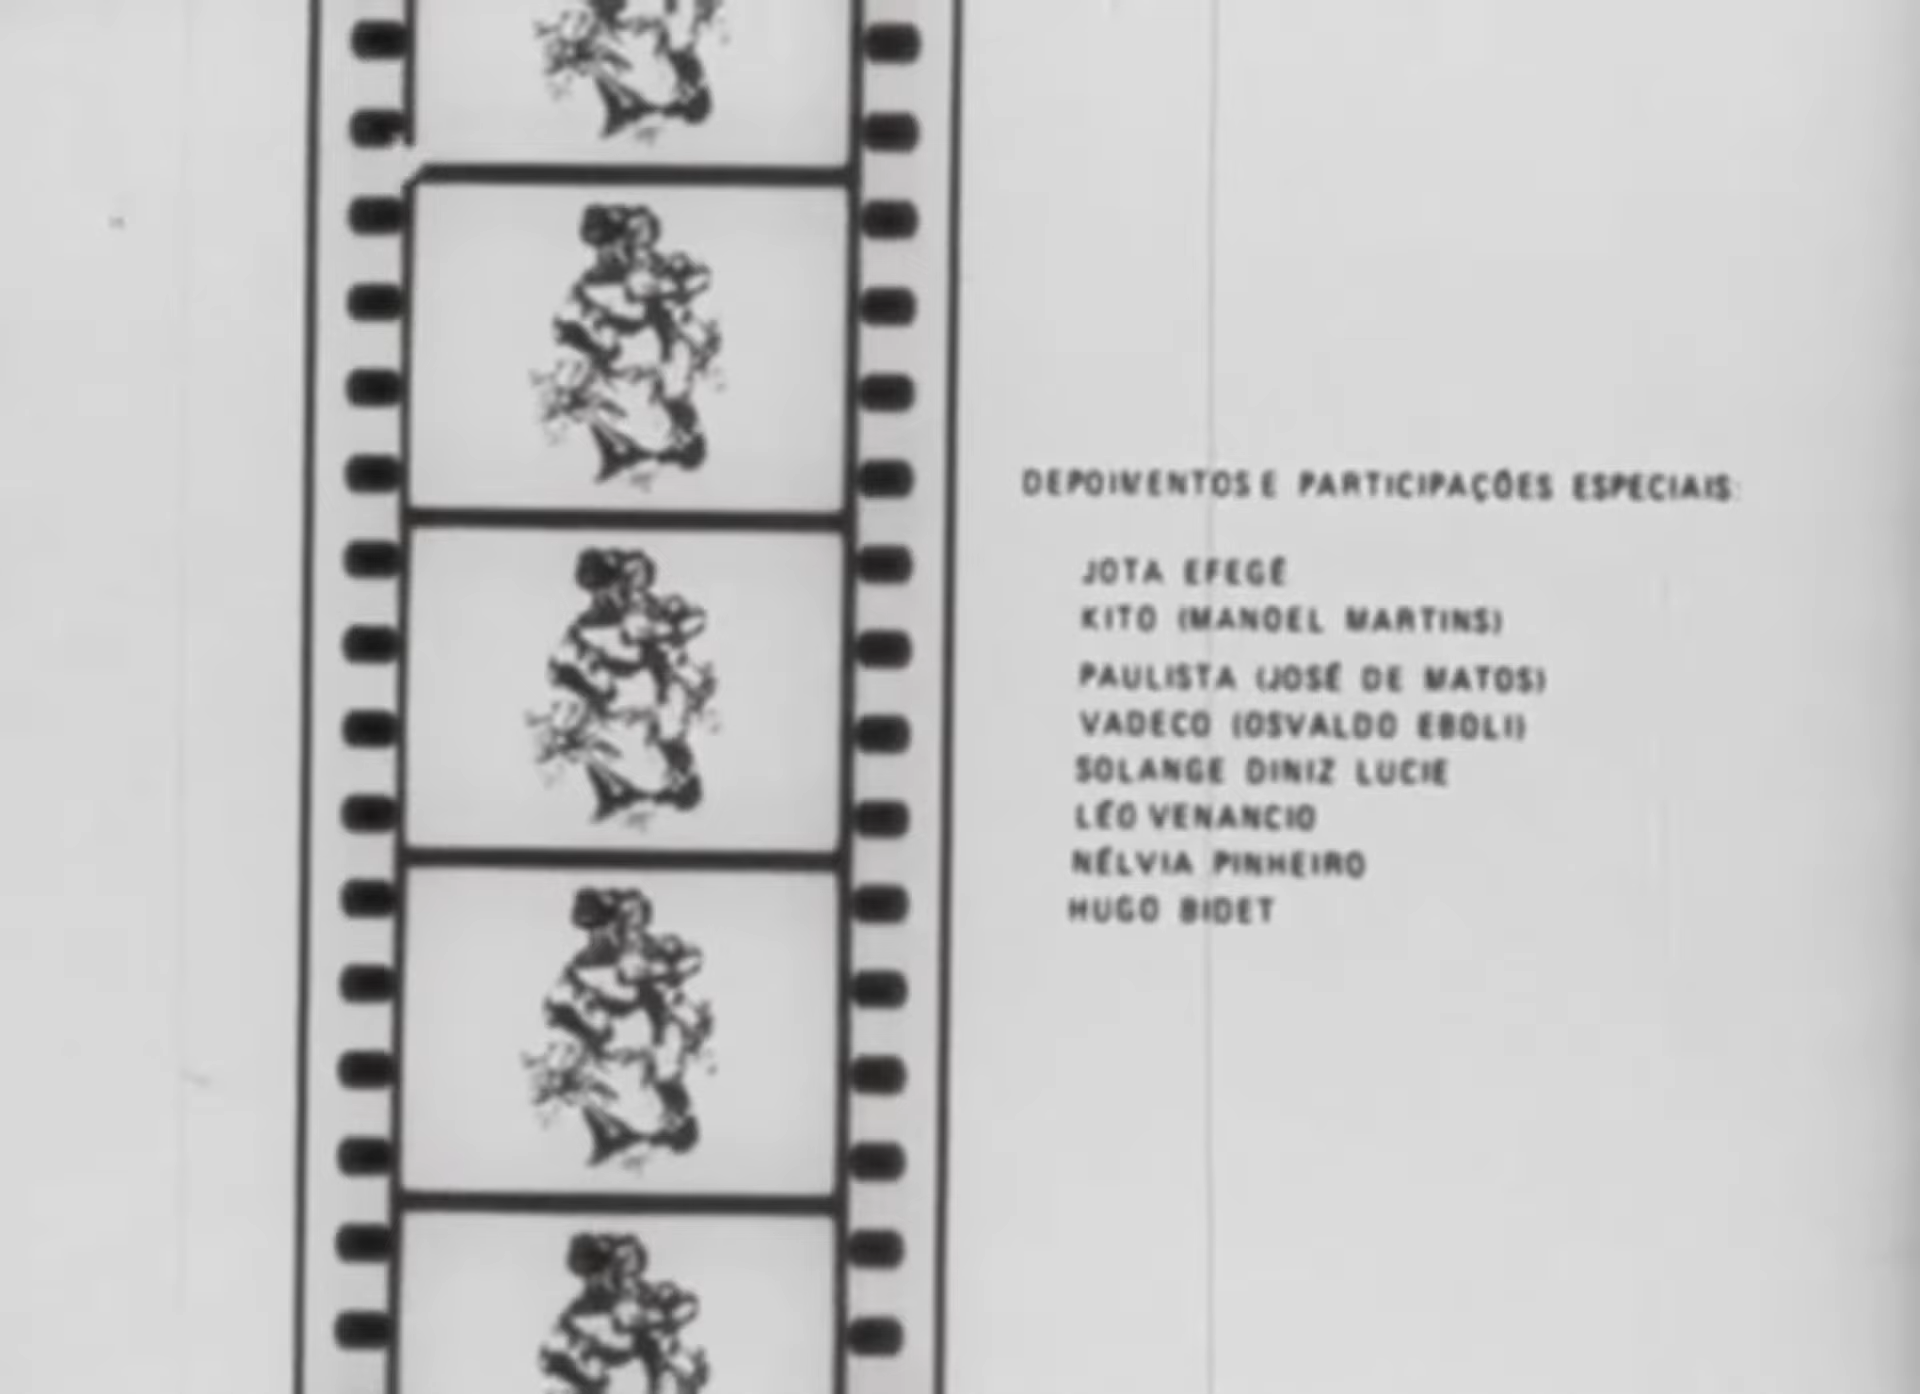 DEPOIMENTOS E PARTICIPAÇÕES ESPECIAIS:
JOTA EFEGÊ
KITO (MANOEL MARTINS)
PAULISTA (JOSÉ DE MATOS)
VADECO (OSVALDO EBOLI)
SOLANGE DINIZ LUCIE
LÉO VENANCIO
NÉLVIA PINHEIRO
HUGO BIDET